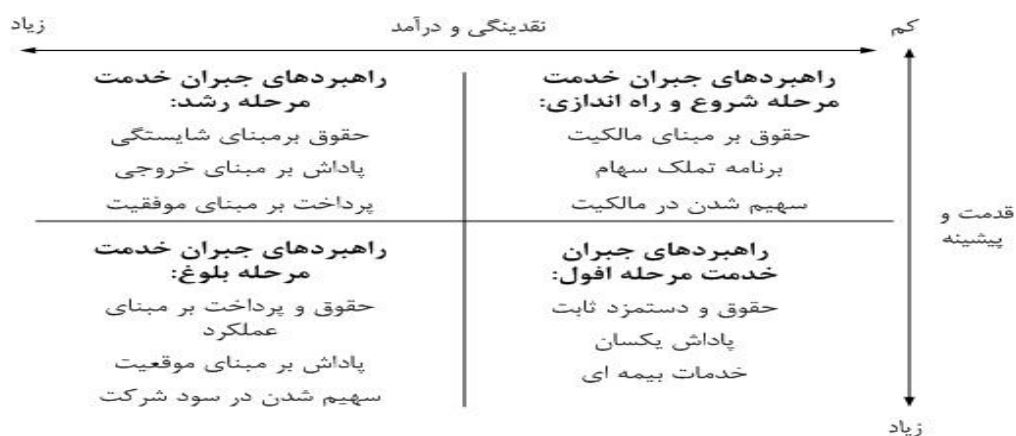 کم
نقدینگی و درآمد
زیاد
راهبردهای جبران خدمت
مرحله شروع و راه اندازی:
حقوق بر مبنای مالکیت
برنامه تملک سهام
سهیم شدن در مالکیت
راهبردهای جبران خدمت
مرحله رشد:
حقوق برمبنای شایستگی
پاداش بر مبنای خروجی
پرداخت بر مبنای موفقیت
قدمت و
پیشینه
راهبردهای جبران
خدمت مرحله افول:
حقوق و دستمزد ثابت
پاداش یکسان
خدمات بیمه ای
راهبردهای جبران خدمت
مرحله بلوغ:
حقوق و پرداخت بر مبنای
عملکرد
پاداش بر مبنای موقعیت
سهیم شدن در سود شرکت
زیاد